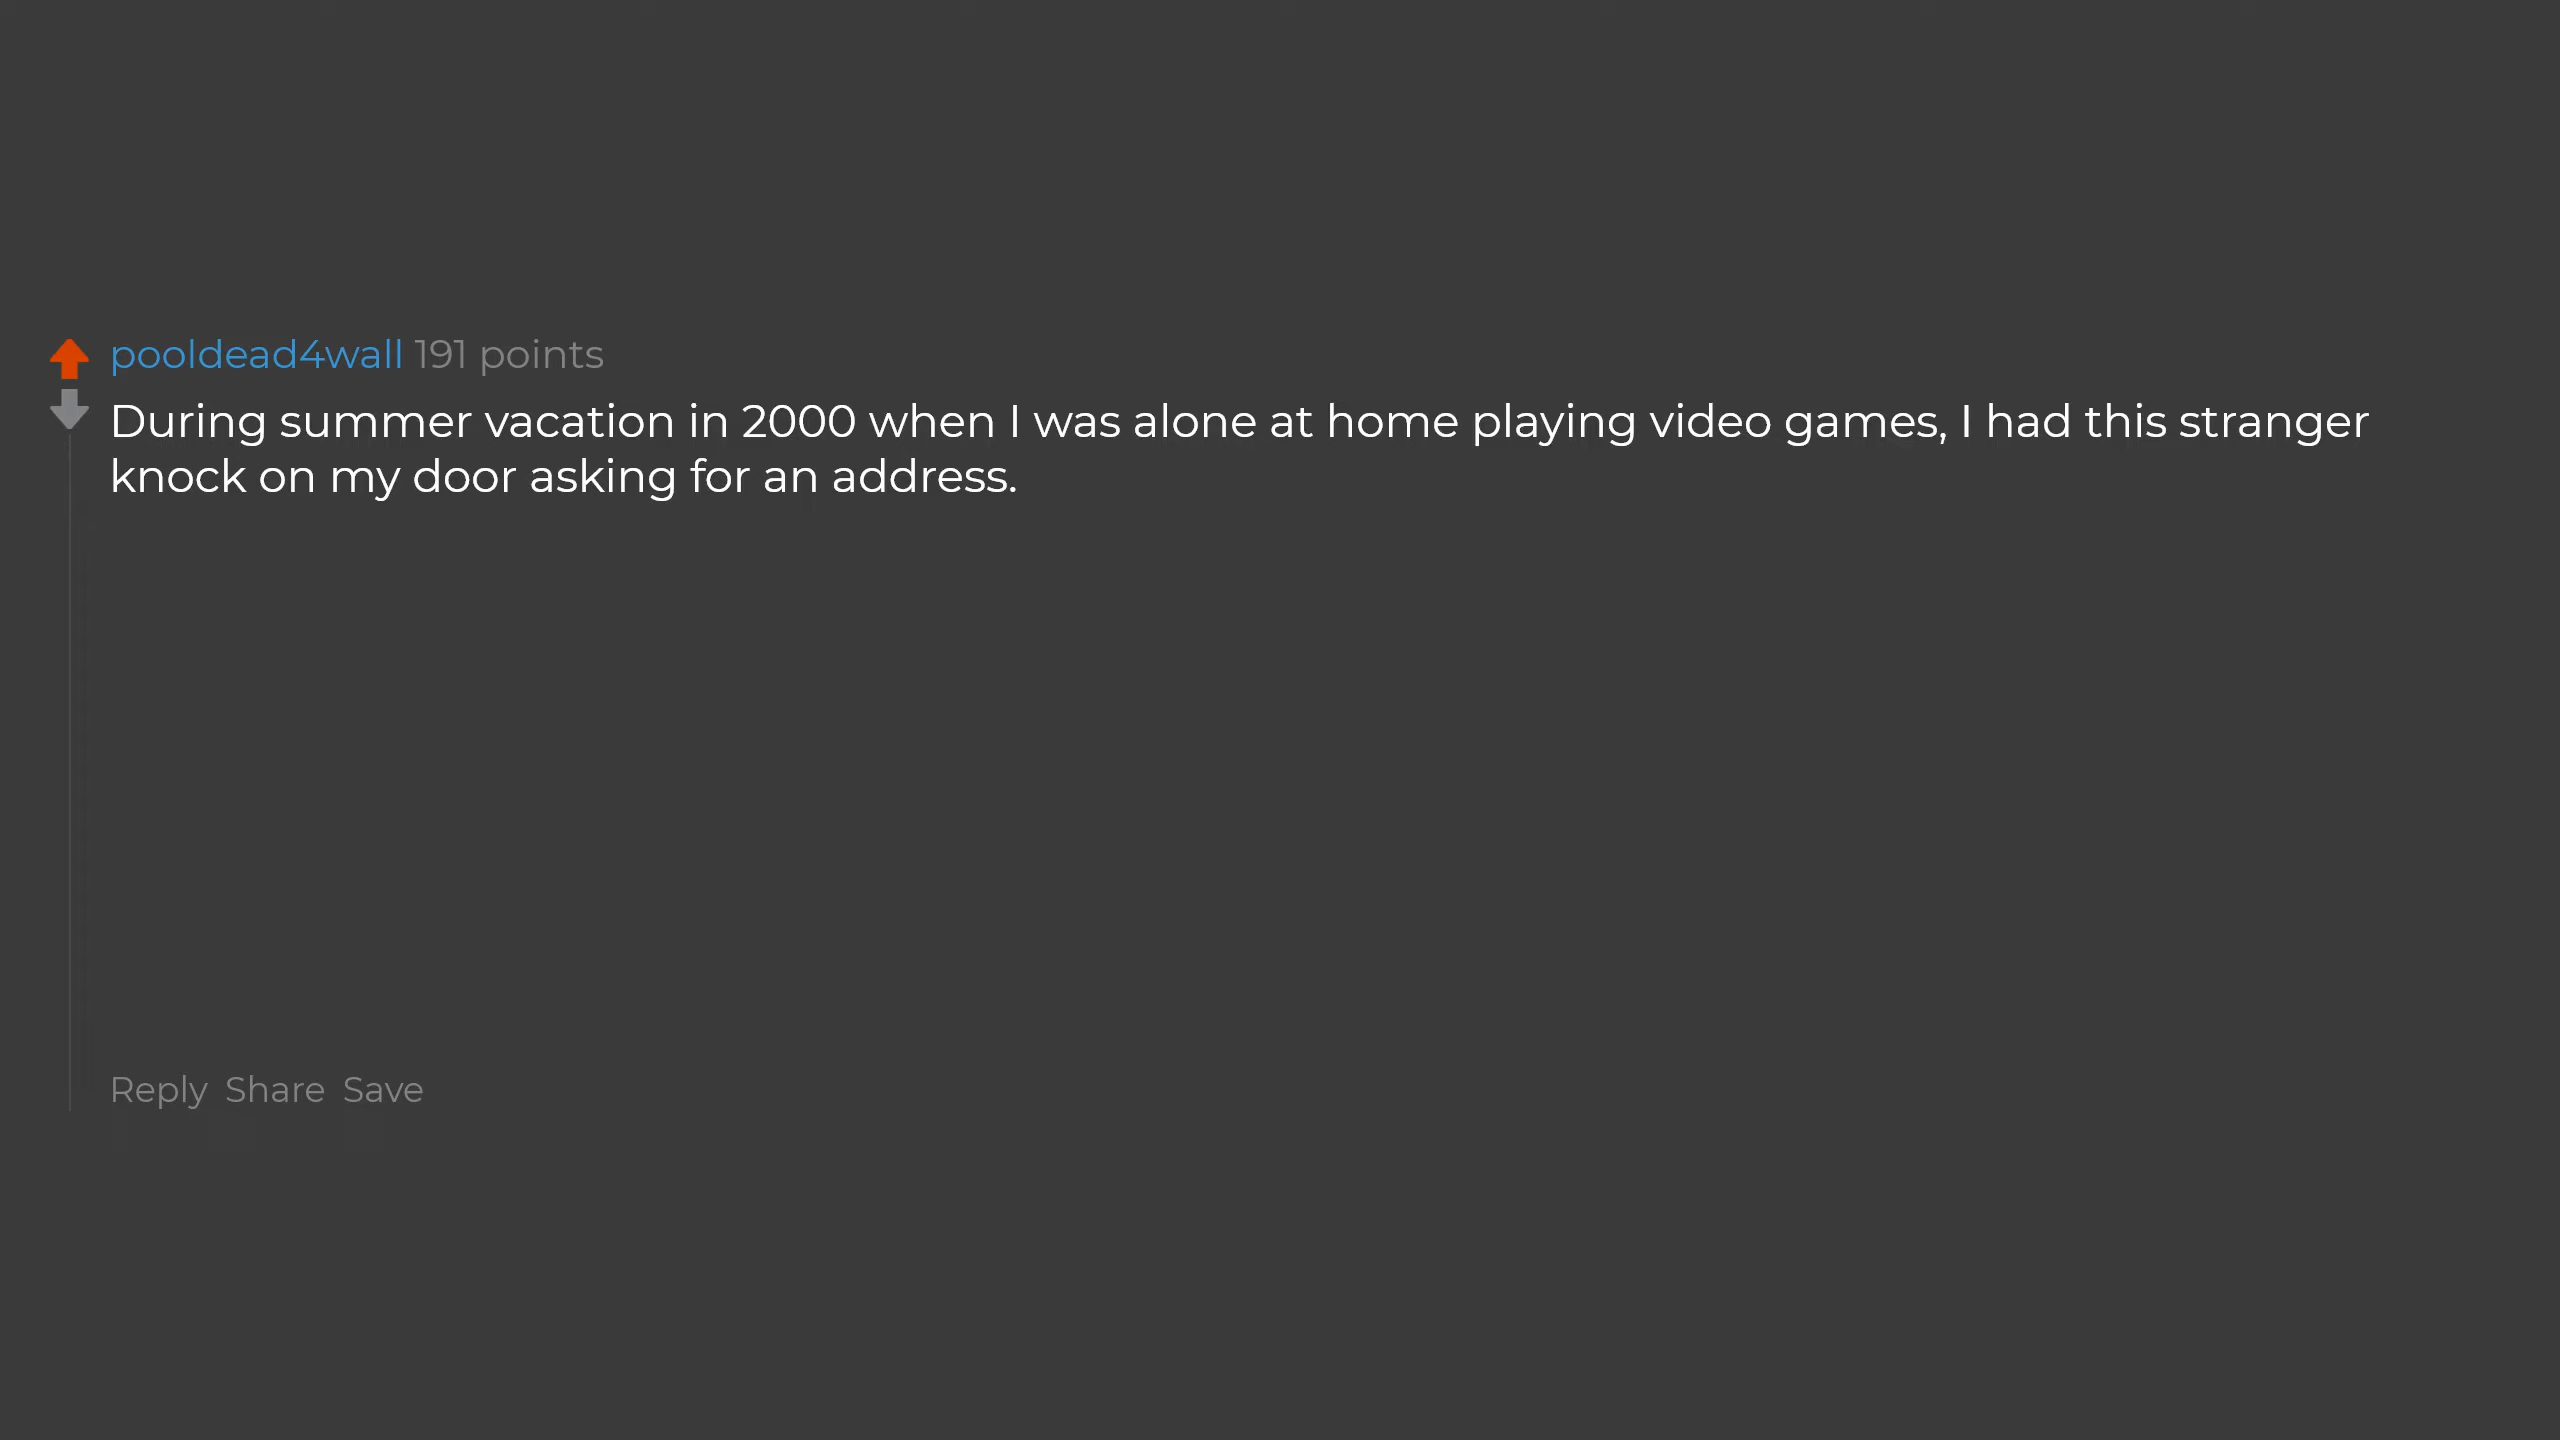 pooldead4wall 191 points
During summer vacation in 2000 when I was alone at home playing video games, I had this stranger
knock on my door asking for an address.
Reply Share Save